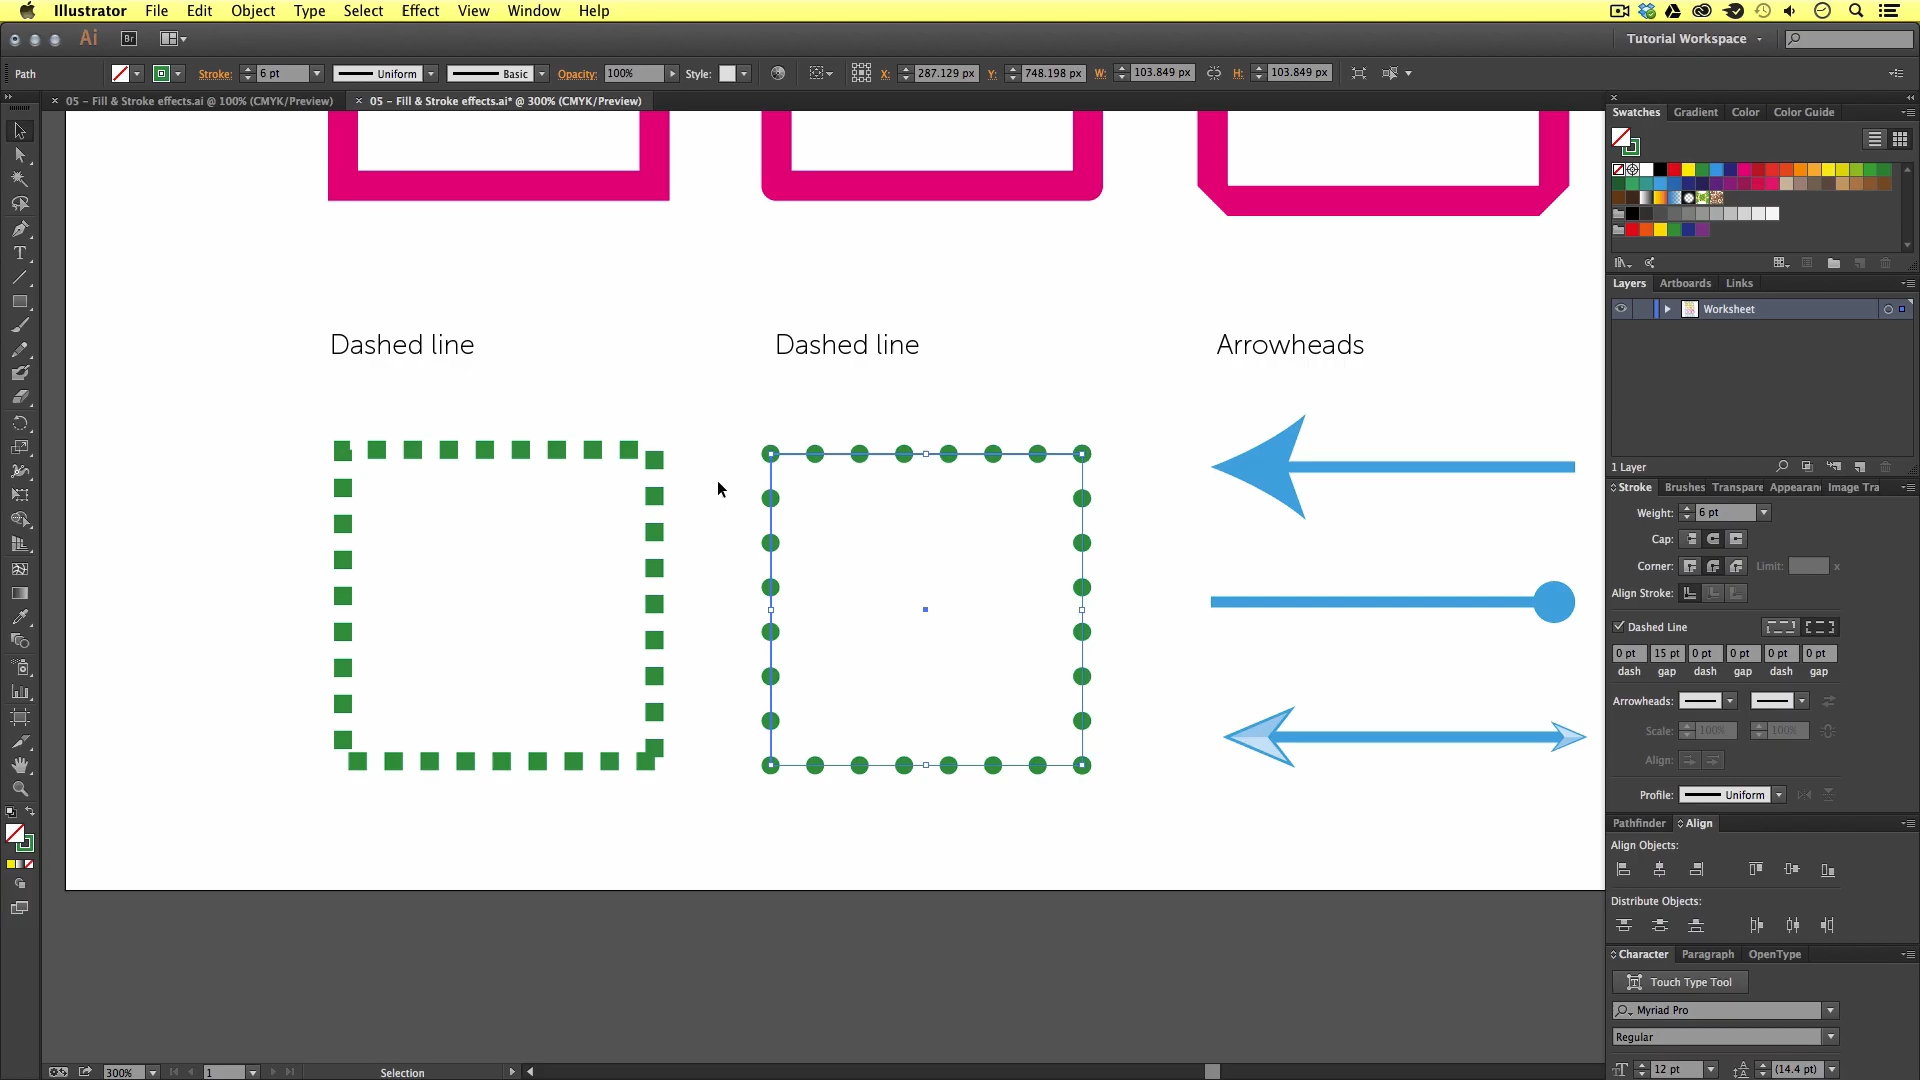 Illustrator File Edit Object Type Select Effect View Window Help
Ai Br Tutorial Workspace
Path Stroke: 6 pt Uniform Basic Opacity: 100% Style: X: 287.129 px Y: 748.198 px W: 103.849 px H: 103.849 px
05 - Fill & Stroke effects.ai @ 100% (CMYK/Preview) 05 - Fill & Stroke effects.ai* @ 300% (CMYK/Preview)
Swatches Gradient Color Color Guide
Layers Artboards Links
Worksheet
Dashed line Dashed line Arrowheads
1 Layer
Stroke Brushes Transpare Appearan Image Tra
Weight: 6 pt
Cap:
Corner: Limit: x
Align Stroke:
Dashed Line
0 pt 15 pt 0 pt 0 pt 0 pt 0 pt
dash gap dash gap dash gap
Arrowheads:
Scale: 100% 100%
Align:
Profile: Uniform
Pathfinder Align
Align Objects:
Distribute Objects:
Character Paragraph OpenType
Touch Type Tool
Myriad Pro
Regular
12 pt (14.4 pt)
300% 1 Selection